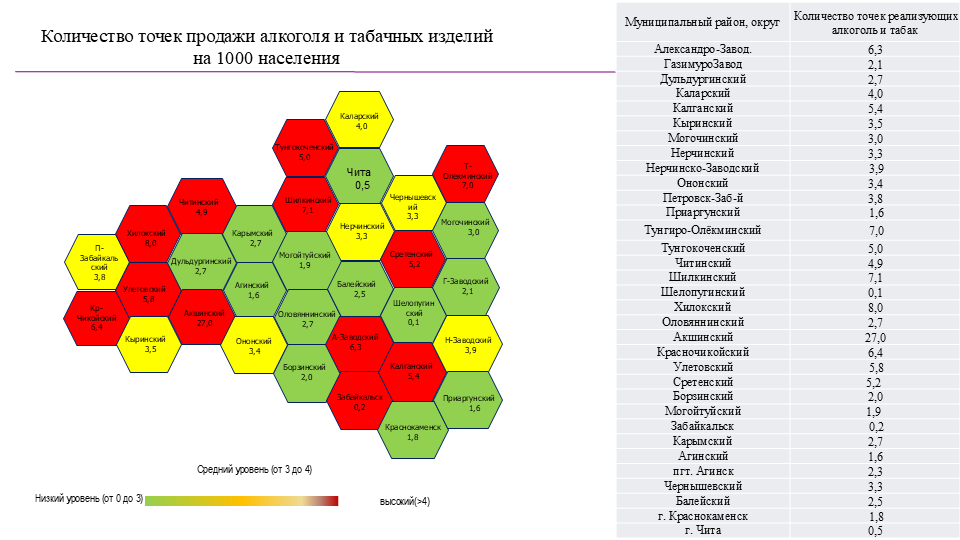 Количество точек продажи алкоголя и табачных изделий
на 1000 населения
Каларский
4,0
Тунгокоченский
5,0
Чита
0,5
Т-
Олекминский
7,0
Читинский
4,9
Шилкинский
7,1
Чернышевск
ий
3,3
Хилокский
8,0
Карымский
2,7
Нерчинский
3,3
Могочинский
3,0
П-
Забайкаль
ский
3,8
Дульдургинский
2,7
Могойтуйский
1,9
Сретенский
5,2
Улетовский
5,8
Агинский
1,6
Балейский
2,5
Г-Заводский
2,1
Кр-
Чикойский
6,4
Акшинский
27,0
Оловяннинский
2,7
Шелопугин
ский
0,1
Кыринский
3,5
Ононский
3,4
А-Заводский
6,3
Н-Заводский
3,9
Борзинский
2,0
Калганский
5,4
Забайкальск
0,2
Приаргунский
1,6
Краснокаменск
1,8
Средний уровень (от 3 до 4)
Низкий уровень (от 0 до 3)
высокий(>4)
Муниципальный район, округ
Количество точек реализующих
алкоголь и табак
Александро-Завод. 6,3
ГазимуроЗавод 2,1
Дульдургинский 2,7
Каларский 4,0
Калганский 5,4
Кыринский 3,5
Могочинский 3,0
Нерчинский 3,3
Нерчинско-Заводский 3,9
Ононский 3,4
Петровск-Заб-й 3,8
Приаргунский 1,6
Тунгиро-Олёкминский 7,0
Тунгокоченский 5,0
Читинский 4,9
Шилкинский 7,1
Шелопугинский 0,1
Хилокский 8,0
Оловяннинский 2,7
Акшинский 27,0
Красночикойский 6,4
Улетовский 5,8
Сретенский 5,2
Борзинский 2,0
Могойтуйский 1,9
Забайкальск 0,2
Карымский 2,7
Агинский 1,6
пгт. Агинск 2,3
Чернышевский 3,3
Балейский 2,5
г. Краснокаменск 1,8
г. Чита 0,5